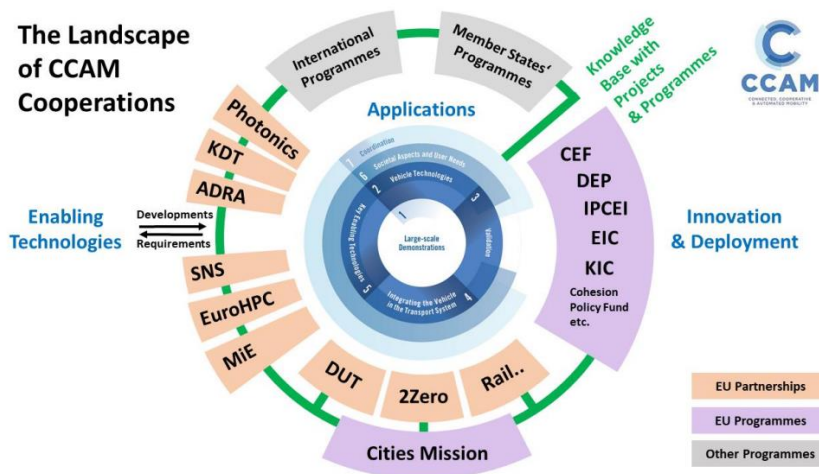 The Landscape
of CCAM
Cooperations
International
Programmes
Member States‘
Programmes
Knowledge
Base with
Projects
& Programmes
CCAM
CONNECTED, COOPERATIVE
& AUTOMATED MOBILITY
Applications
Photonics
KDT
ADRA
Enabling
Technologies
Developments
Requirements
SNS
EuroHPC
MiE
7 Coordination
6 Societal Aspects and User Needs
2 Vehicle Technologies
1
Large-scale
Demonstrations
3 Validation
4 Integrating the Vehicle
in the Transport System
5 Key Enabling Technologies
CEF
DEP
IPCEI
EIC
KIC
Cohesion
Policy Fund
etc.
Innovation
& Deployment
DUT
2Zero
Rail..
Cities Mission
EU Partnerships
EU Programmes
Other Programmes